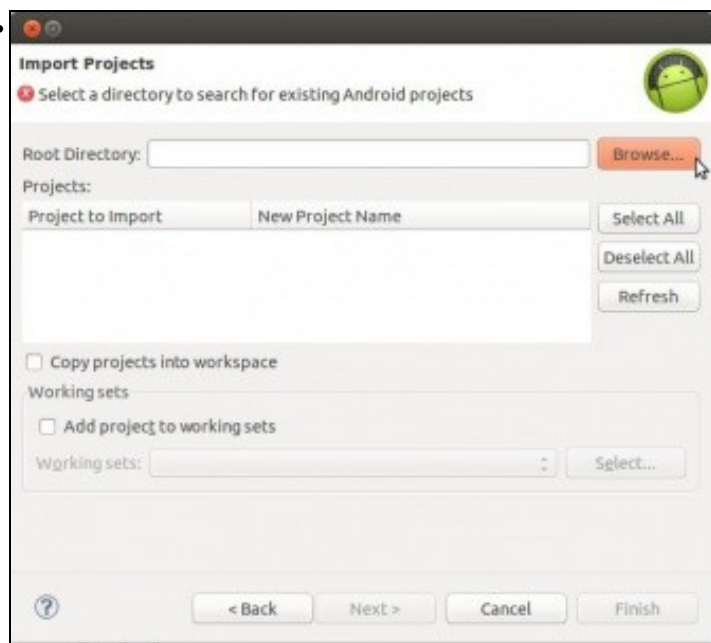 Import Projects
Select a directory to search for existing Android projects
Root Directory: Browse...
Projects:
Project to Import New Project Name
Select All
Deselect All
Refresh
Copy projects into workspace
Working sets
Add project to working sets
Working sets: Select...
? < Back Next > Cancel Finish